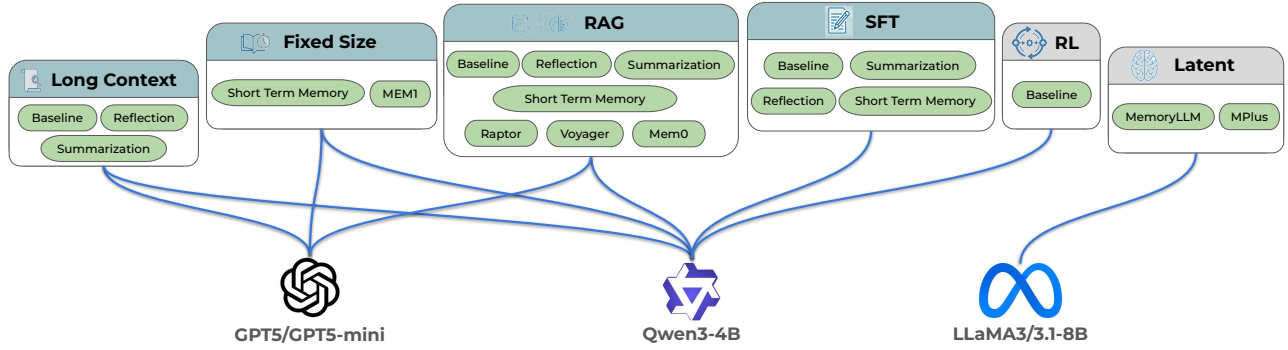 Long Context
Baseline
Reflection
Summarization
Fixed Size
Short Term Memory
MEM1
RAG
Baseline
Reflection
Summarization
Short Term Memory
Raptor
Voyager
Mem0
SFT
Baseline
Summarization
Reflection
Short Term Memory
RL
Baseline
Latent
MemoryLLM
MPlus
GPT5/GPT5-mini
Qwen3-4B
LLaMA3/3.1-8B